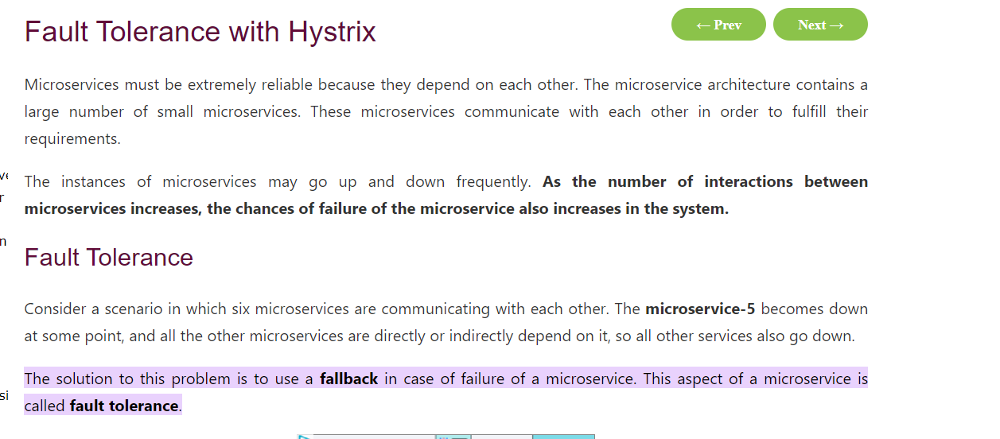 Fault Tolerance with Hystrix
← Prev
Next →
Microservices must be extremely reliable because they depend on each other. The microservice architecture contains a
large number of small microservices. These microservices communicate with each other in order to fulfill their
requirements.
The instances of microservices may go up and down frequently. As the number of interactions between
microservices increases, the chances of failure of the microservice also increases in the system.
Fault Tolerance
Consider a scenario in which six microservices are communicating with each other. The microservice-5 becomes down
at some point, and all the other microservices are directly or indirectly depend on it, so all other services also go down.
The solution to this problem is to use a fallback in case of failure of a microservice. This aspect of a microservice is
called fault tolerance.